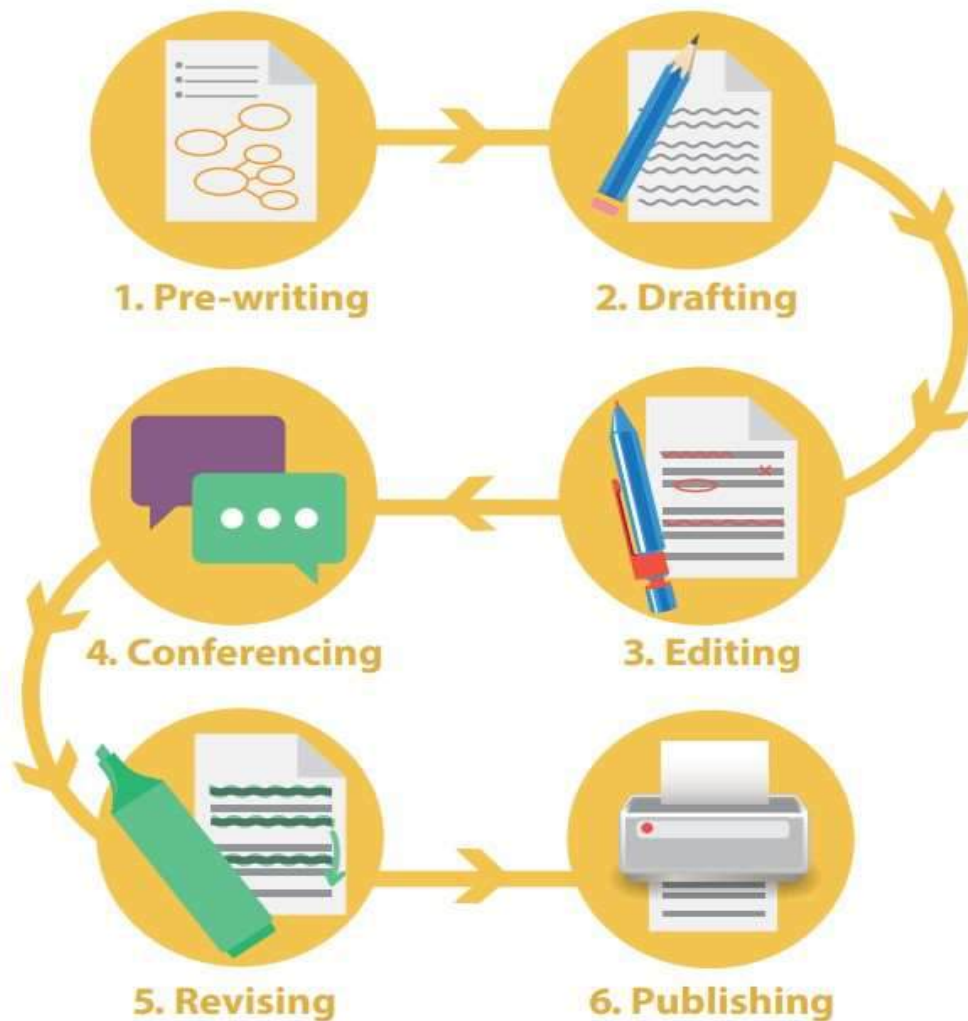 1. Pre-writing
2. Drafting
3. Editing
4. Conferencing
5. Revising
6. Publishing